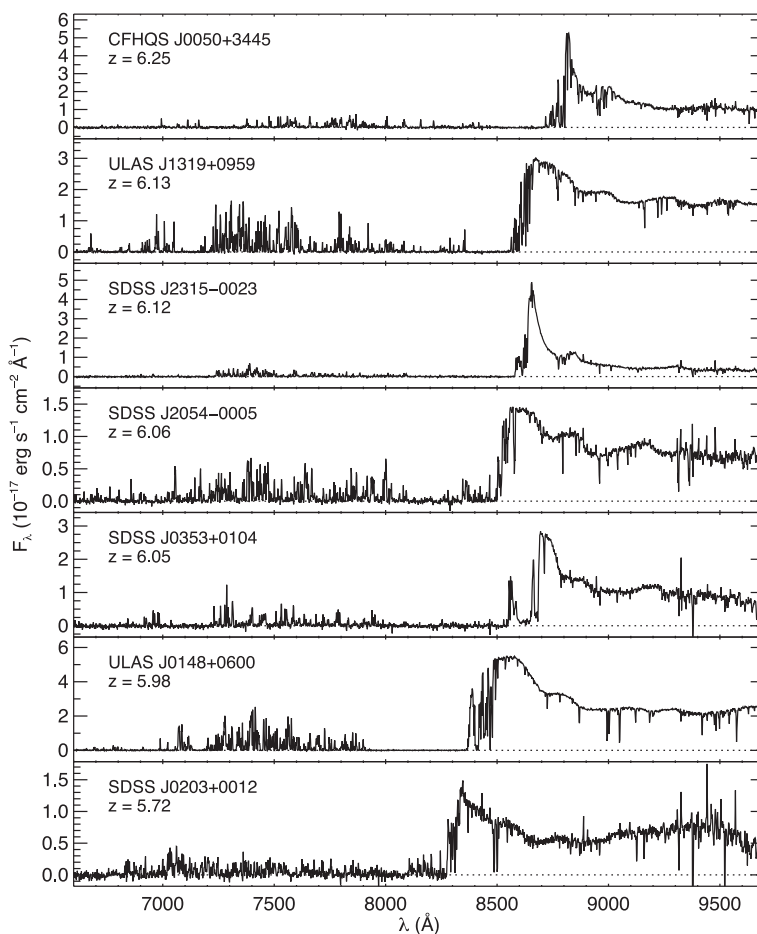 CFHQS J0050+3445
z = 6.25
6
5
4
3
2
1
0
ULAS J1319+0959
z = 6.13
3
2
1
0
SDSS J2315−0023
z = 6.12
5
4
3
2
1
0
SDSS J2054−0005
z = 6.06
1.5
1.0
0.5
0.0
SDSS J0353+0104
z = 6.05
3
2
1
0
ULAS J0148+0600
z = 5.98
6
4
2
0
SDSS J0203+0012
z = 5.72
1.5
1.0
0.5
0.0
Fλ (10⁻¹⁷ erg s⁻¹ cm⁻² Å⁻¹)
7000 7500 8000 8500 9000 9500
λ (Å)